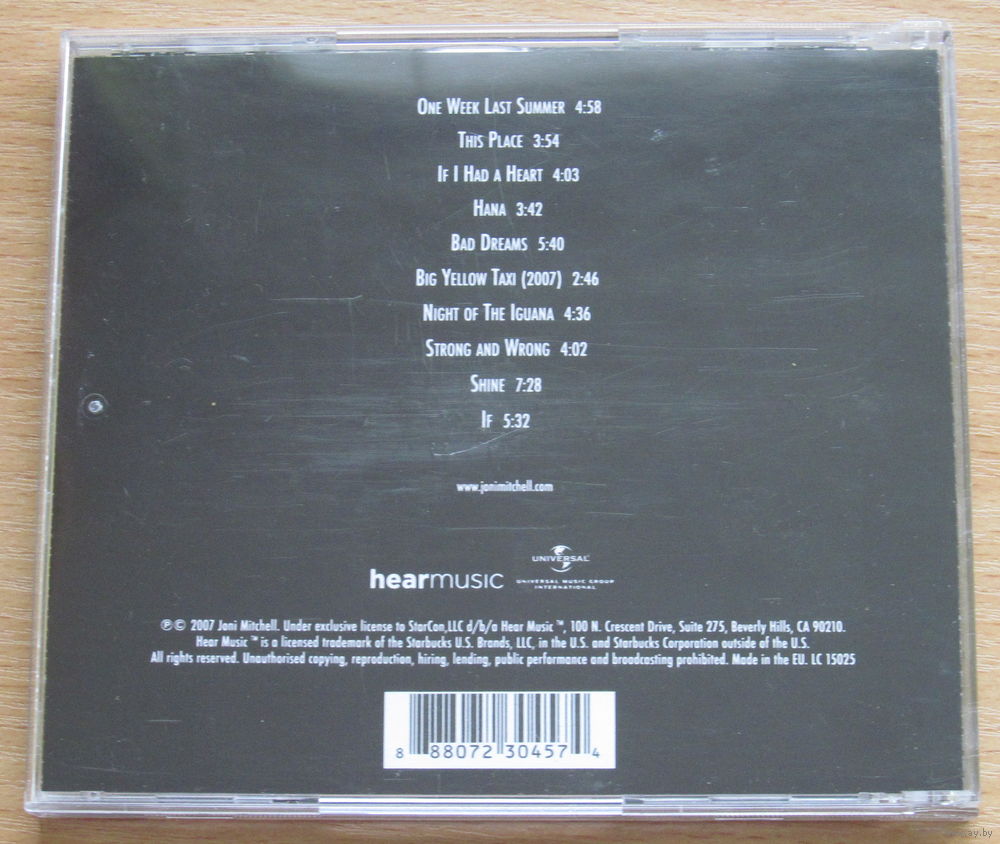 One Week Last Summer 4:58
This Place 3:54
If I Had a Heart 4:03
Hana 3:42
Bad Dreams 5:40
Big Yellow Taxi (2007) 2:46
Night of The Iguana 4:36
Strong and Wrong 4:02
Shine 7:28
If 5:32
www.jonimitchell.com
hearmusic
UNIVERSAL
UNIVERSAL MUSIC GROUP
INTERNATIONAL
℗© 2007 Joni Mitchell. Under exclusive license to StarCon,LLC d/b/a Hear Music ™, 100 N. Crescent Drive, Suite 275, Beverly Hills, CA 90210.
Hear Music ™ is a licensed trademark of the Starbucks U.S. Brands, LLC, in the U.S. and Starbucks Corporation outside of the U.S.
All rights reserved. Unauthorised copying, reproduction, hiring, lending, public performance and broadcasting prohibited. Made in the EU. LC 15025
8 88072 30457 4